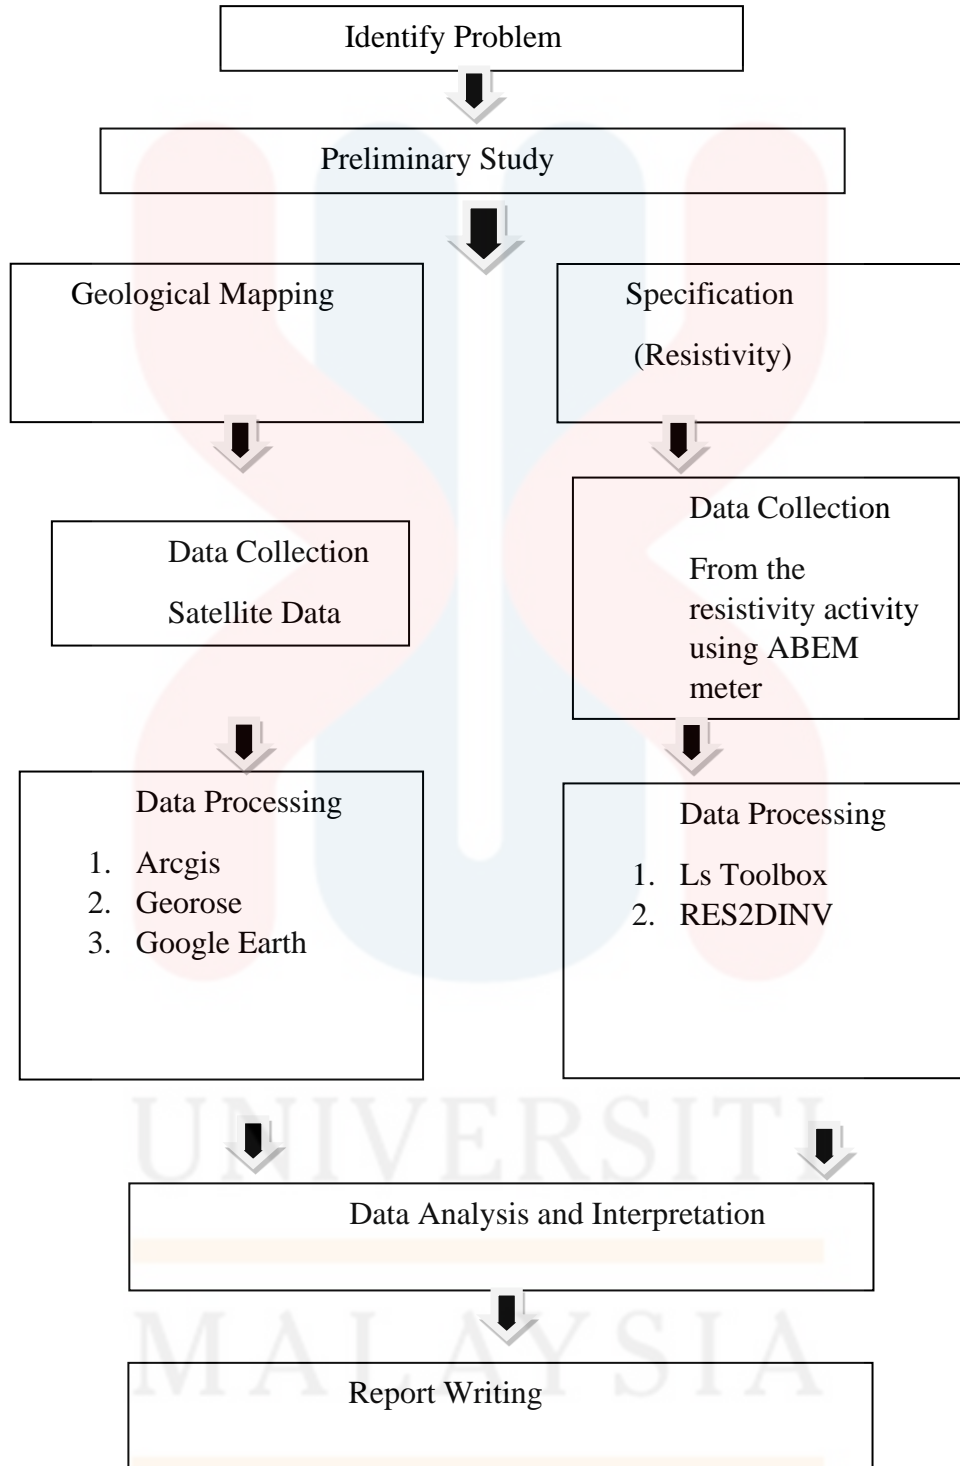 Identify Problem
Preliminary Study
Geological Mapping
Specification
(Resistivity)
Data Collection
Satellite Data
Data Collection
From the
resistivity activity
using ABEM
meter
Data Processing
1. Arcgis
2. Georose
3. Google Earth
Data Processing
1. Ls Toolbox
2. RES2DINV
UNIVERSITI
Data Analysis and Interpretation
MALAYSIA
Report Writing